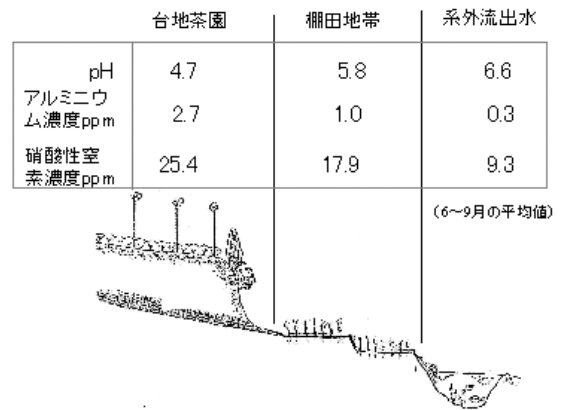 台地茶園 棚田地帯 系外流出水
pH 4.7 5.8 6.6
アルミニウ
ム濃度ppm 2.7 1.0 0.3
硝酸性窒
素濃度ppm 25.4 17.9 9.3
(6〜9月の平均値)